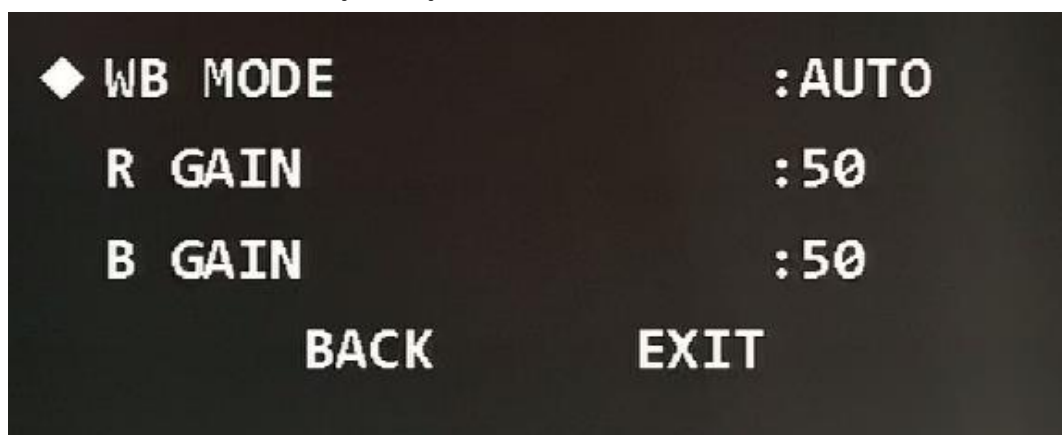 ◆ WB MODE :AUTO
R GAIN :50
B GAIN :50
BACK EXIT